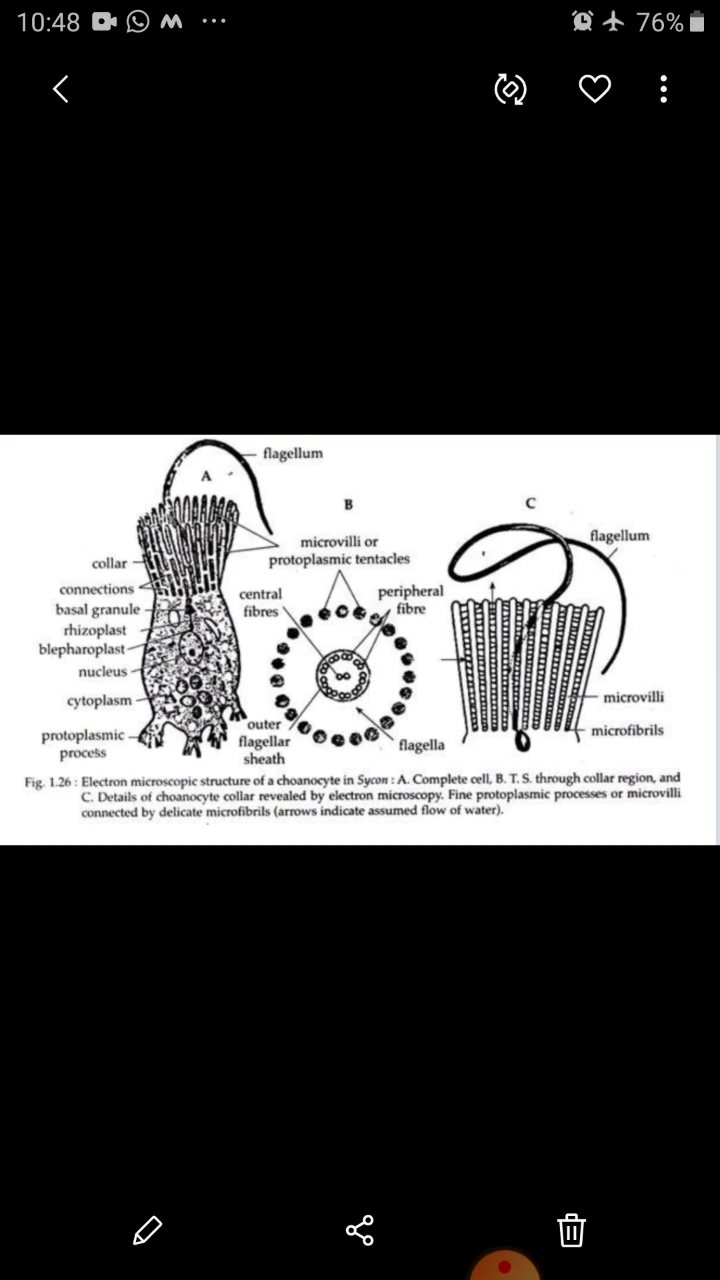 10:48
76%
flagellum
A
B
C
flagellum
microvilli or
protoplasmic tentacles
collar
connections
central
fibres
peripheral
fibre
basal granule
rhizoplast
blepharoplast
nucleus
cytoplasm
microvilli
outer
flagellar
sheath
protoplasmic
process
flagella
microfibrils
Fig. 1.26 : Electron microscopic structure of a choanocyte in Sycon : A. Complete cell, B. T. S. through collar region, and
C. Details of choanocyte collar revealed by electron microscopy. Fine protoplasmic processes or microvilli
connected by delicate microfibrils (arrows indicate assumed flow of water).